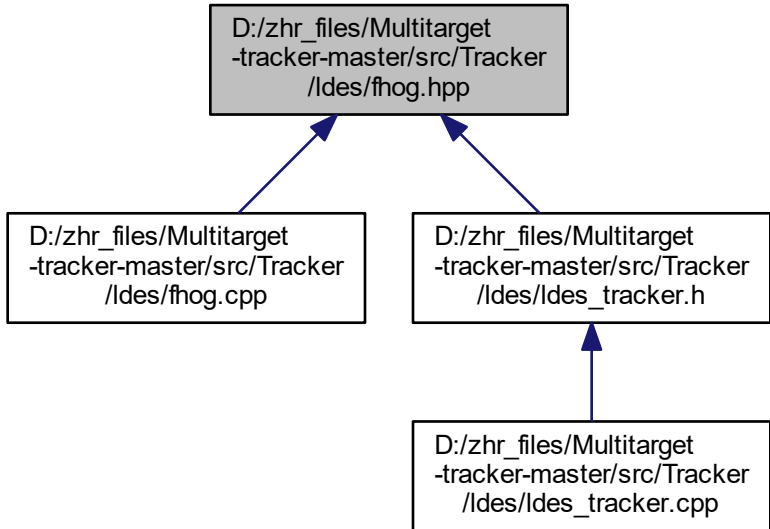 D:/zhr_files/Multitarget
-tracker-master/src/Tracker
/ldes/fhog.hpp
D:/zhr_files/Multitarget
-tracker-master/src/Tracker
/ldes/fhog.cpp
D:/zhr_files/Multitarget
-tracker-master/src/Tracker
/ldes/ldes_tracker.h
D:/zhr_files/Multitarget
-tracker-master/src/Tracker
/ldes/ldes_tracker.cpp